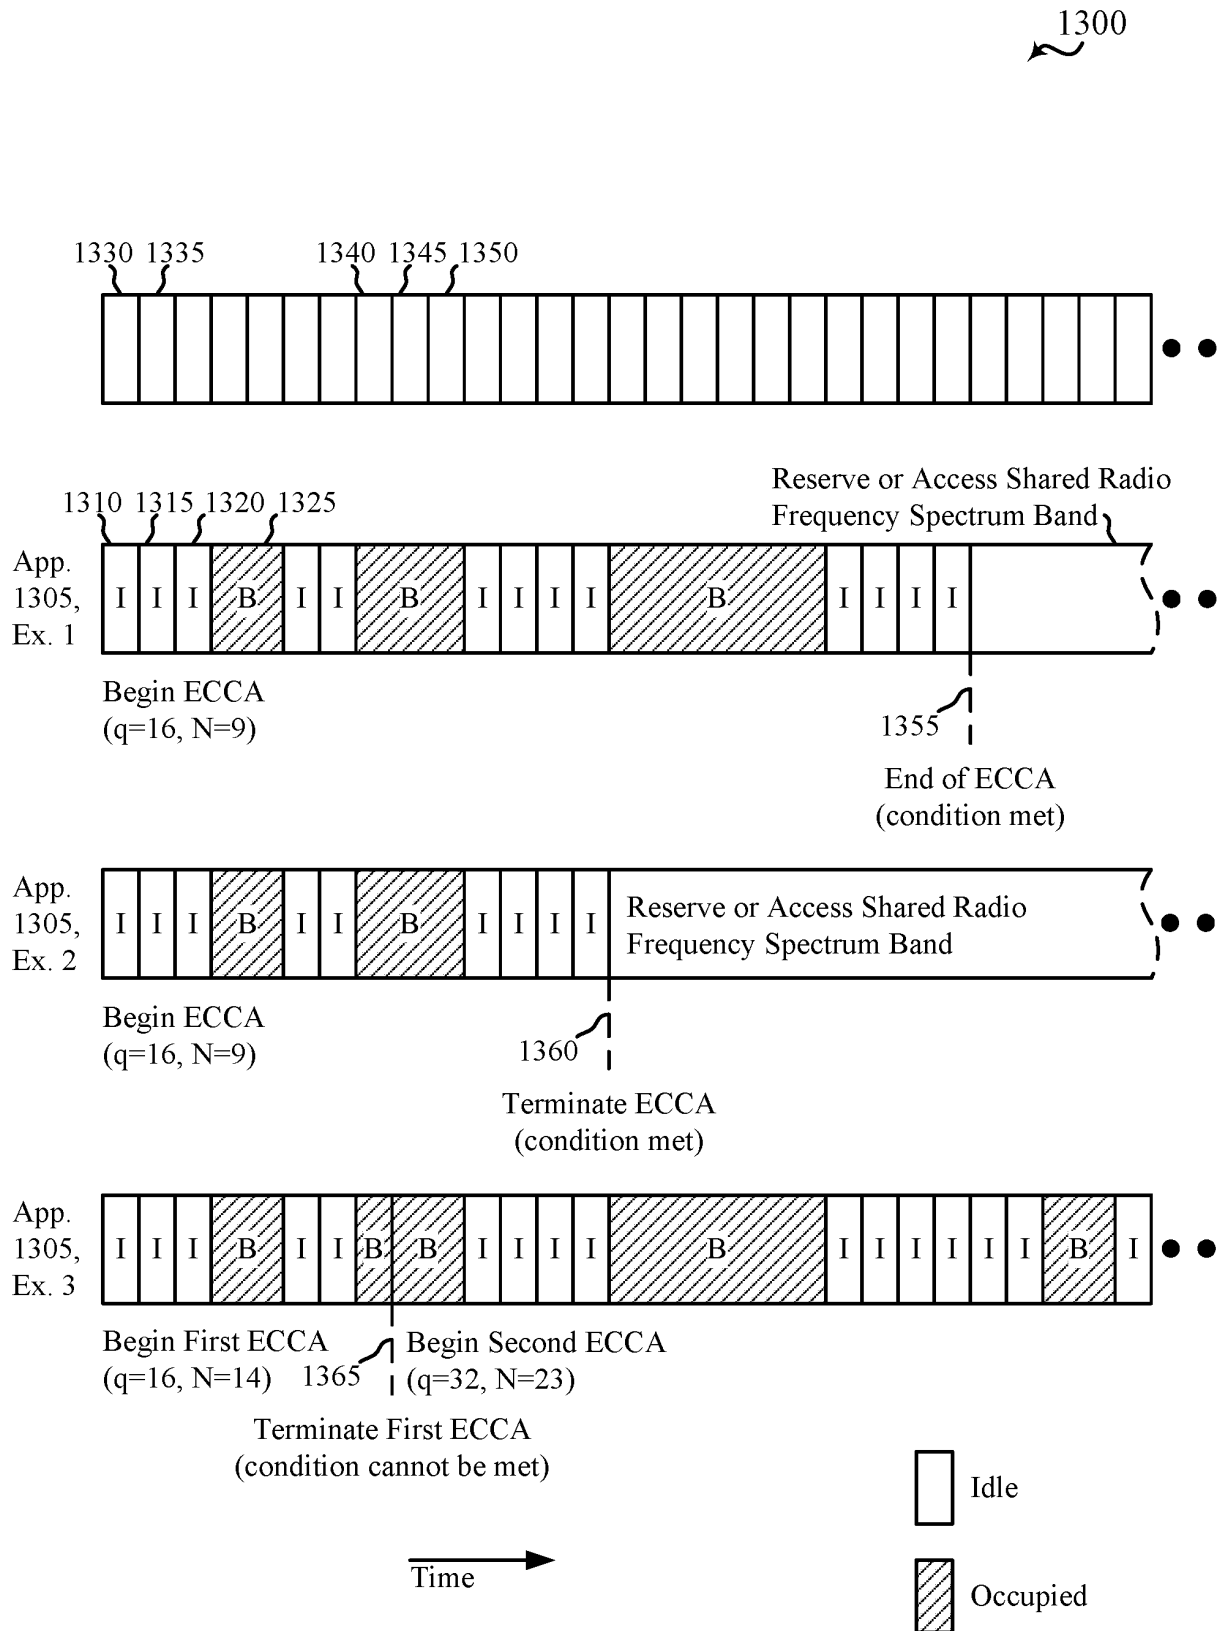 1300
1330 1335 1340 1345 1350
Reserve or Access Shared Radio
Frequency Spectrum Band
1310 1315 1320 1325
App.
1305,
Ex. 1
I I I B I I B I I I I B I I I I
Begin ECCA
(q=16, N=9)
1355
End of ECCA
(condition met)
App.
1305,
Ex. 2
I I I B I I B I I I I
Reserve or Access Shared Radio
Frequency Spectrum Band
Begin ECCA
(q=16, N=9)
1360
Terminate ECCA
(condition met)
App.
1305,
Ex. 3
I I I B I I B B I I I I B I I I I I I B I
Begin First ECCA
(q=16, N=14)
1365
Begin Second ECCA
(q=32, N=23)
Terminate First ECCA
(condition cannot be met)
Idle
Time
Occupied